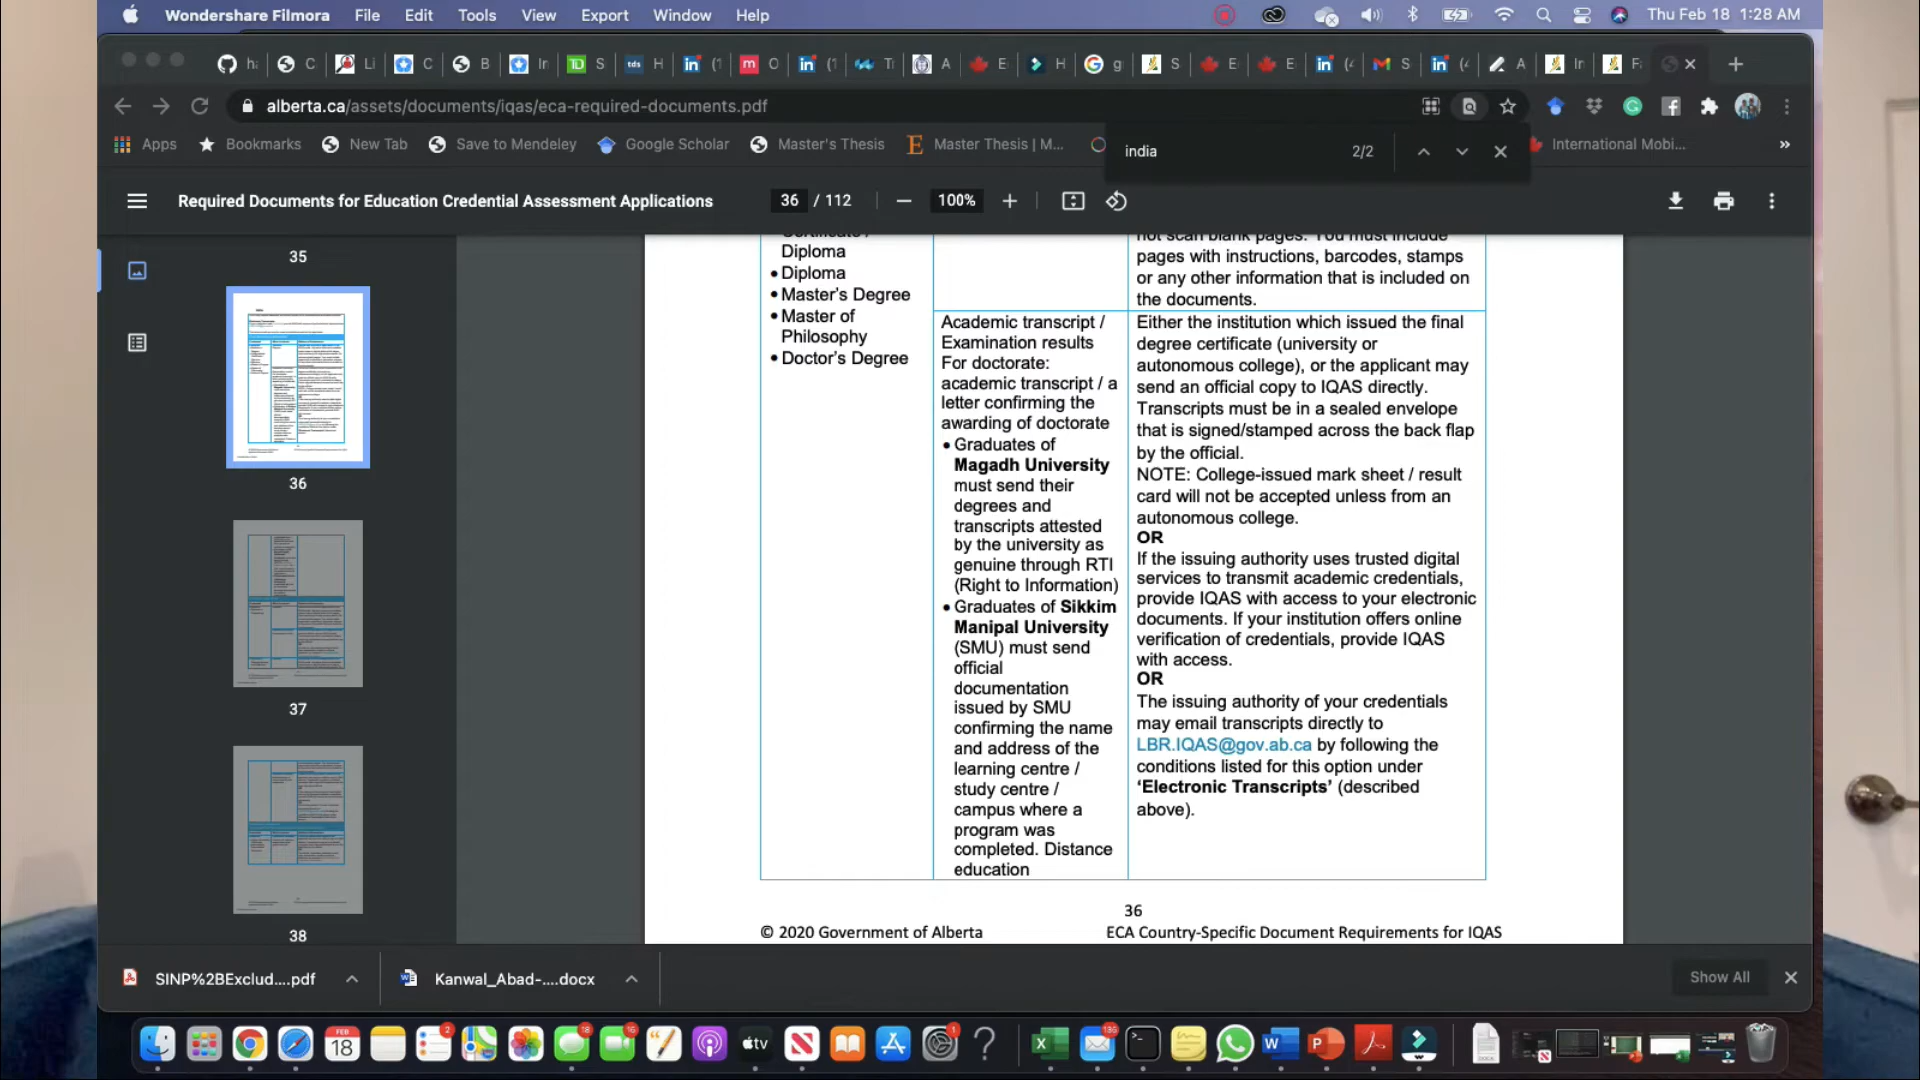 Wondershare Filmora File Edit Tools View Export Window Help Thu Feb 18 1:28 AM
alberta.ca/assets/documents/iqas/eca-required-documents.pdf
Apps Bookmarks New Tab Save to Mendeley Google Scholar Master's Thesis Master Thesis | M... International Mobi... »
india 2/2
Required Documents for Education Credential Assessment Applications 36 / 112 100%
35
36
37
38
Diploma
• Diploma
• Master's Degree
• Master of
Philosophy
• Doctor's Degree
Academic transcript /
Examination results
For doctorate:
academic transcript / a
letter confirming the
awarding of doctorate
• Graduates of
Magadh University
must send their
degrees and
transcripts attested
by the university as
genuine through RTI
(Right to Information)
• Graduates of Sikkim
Manipal University
(SMU) must send
official
documentation
issued by SMU
confirming the name
and address of the
learning centre /
study centre /
campus where a
program was
completed. Distance
education
not scan blank pages. You must include
pages with instructions, barcodes, stamps
or any other information that is included on
the documents.
Either the institution which issued the final
degree certificate (university or
autonomous college), or the applicant may
send an official copy to IQAS directly.
Transcripts must be in a sealed envelope
that is signed/stamped across the back flap
by the official.
NOTE: College-issued mark sheet / result
card will not be accepted unless from an
autonomous college.
OR
If the issuing authority uses trusted digital
services to transmit academic credentials,
provide IQAS with access to your electronic
documents. If your institution offers online
verification of credentials, provide IQAS
with access.
OR
The issuing authority of your credentials
may email transcripts directly to
LBR.IQAS@gov.ab.ca by following the
conditions listed for this option under
'Electronic Transcripts' (described
above).
36
© 2020 Government of Alberta ECA Country-Specific Document Requirements for IQAS
SINP%2BExclud....pdf Kanwal_Abad-....docx Show All
FEB
18